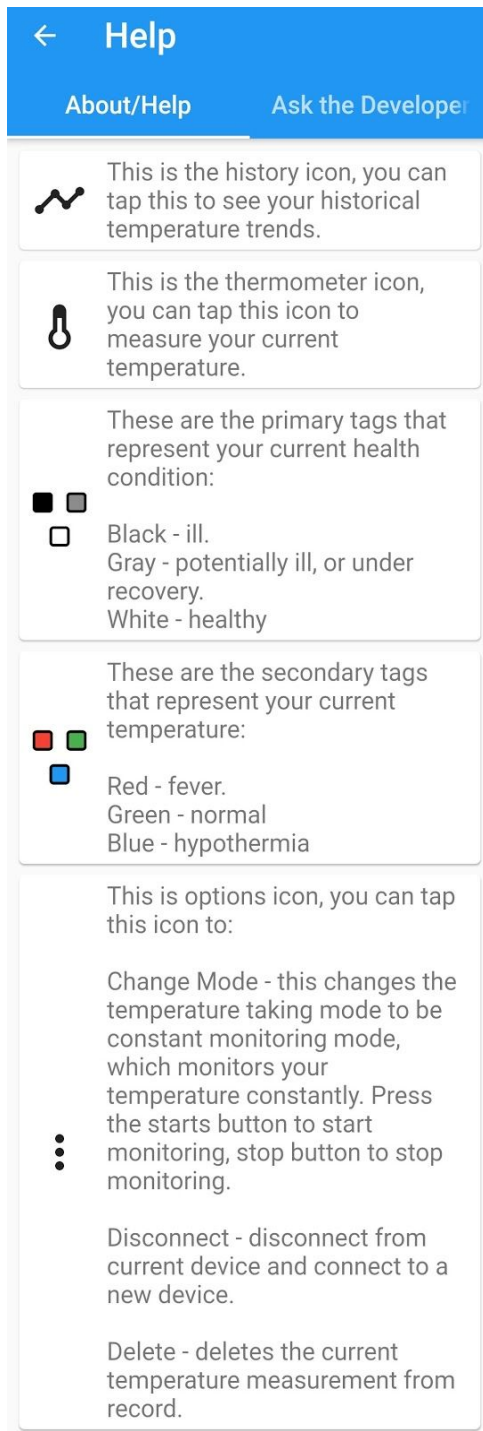 Help
About/Help
Ask the Developer
This is the history icon, you can
tap this to see your historical
temperature trends.
This is the thermometer icon,
you can tap this icon to
measure your current
temperature.
These are the primary tags that
represent your current health
condition:
Black - ill.
Gray - potentially ill, or under
recovery.
White - healthy
These are the secondary tags
that represent your current
temperature:
Red - fever.
Green - normal
Blue - hypothermia
This is options icon, you can tap
this icon to:
Change Mode - this changes the
temperature taking mode to be
constant monitoring mode,
which monitors your
temperature constantly. Press
the starts button to start
monitoring, stop button to stop
monitoring.
Disconnect - disconnect from
current device and connect to a
new device.
Delete - deletes the current
temperature measurement from
record.